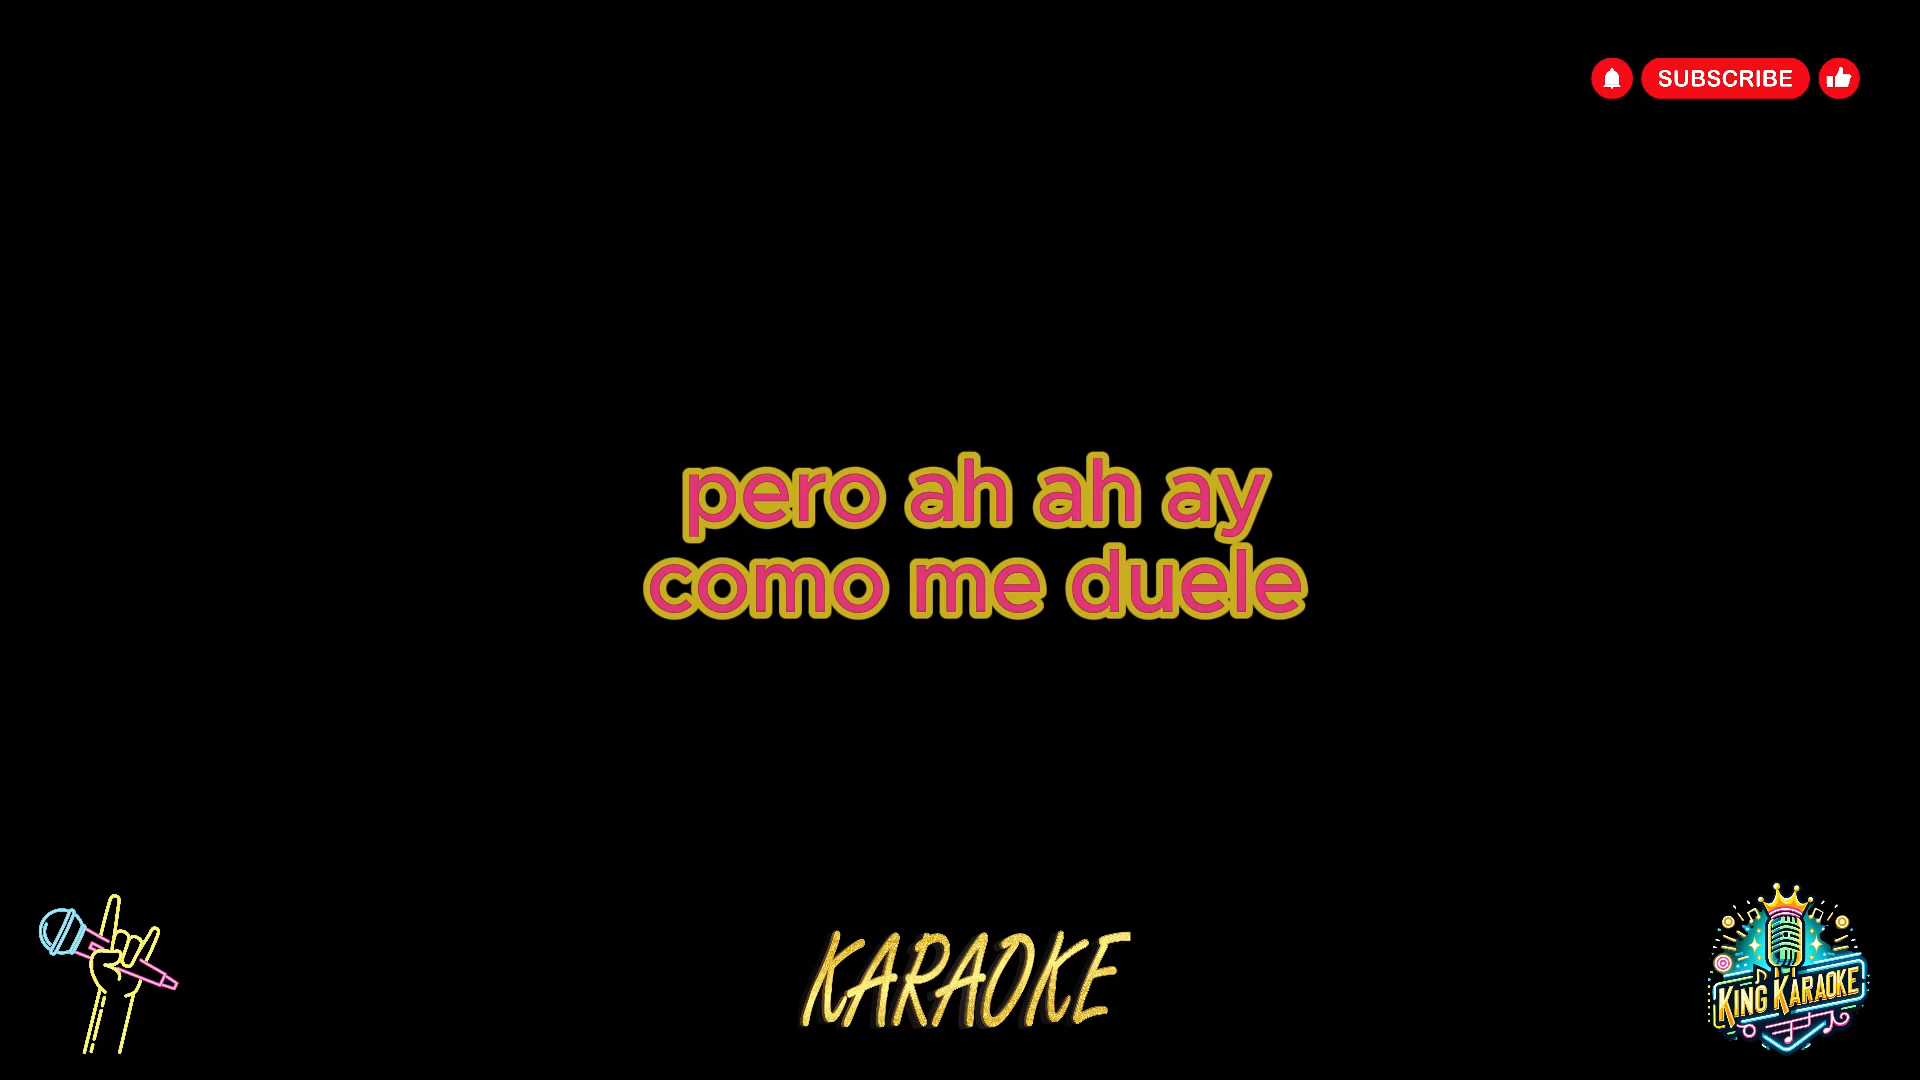 SUBSCRIBE
pero ah ah ay
como me duele
KARAOKE
KING KARAOKE